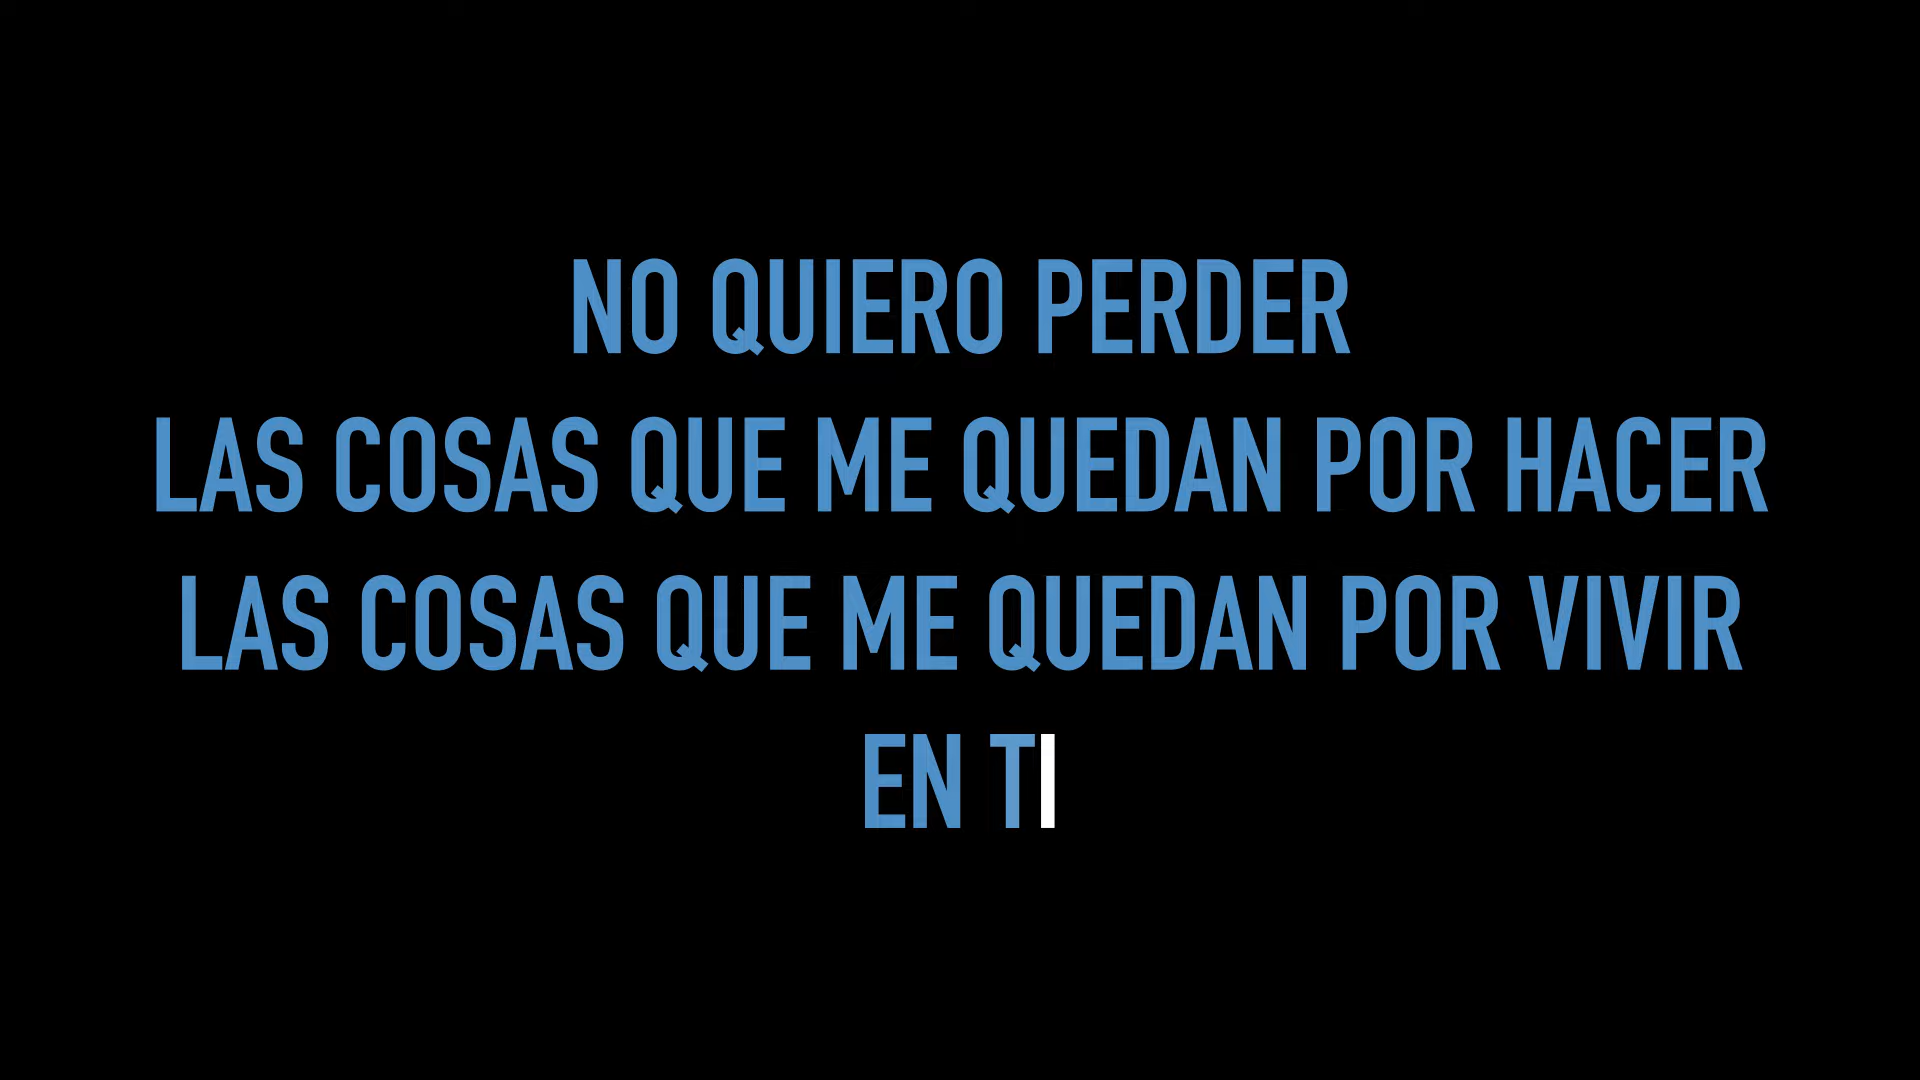 NO QUIERO PERDER
LAS COSAS QUE ME QUEDAN POR HACER
LAS COSAS QUE ME QUEDAN POR VIVIR
EN TI